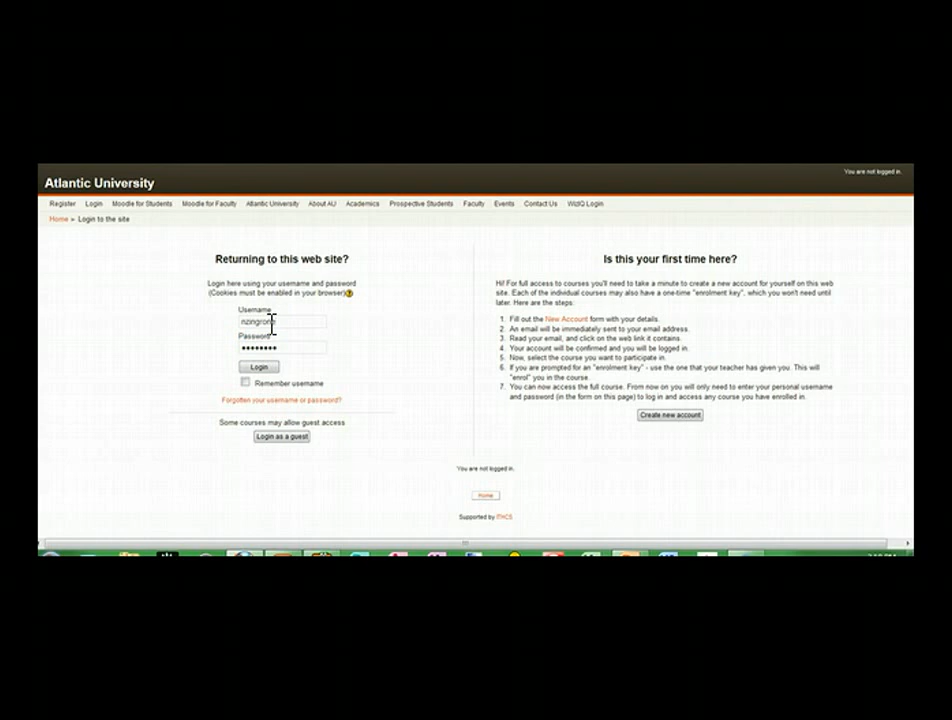 You are not logged in.
Atlantic University
Register Login Moodle for Students Moodle for Faculty Atlantic University About AU Academics Prospective Students Faculty Events Contact Us WizIQ Login
Home » Login to the site
Returning to this web site?
Login here using your username and password
(Cookies must be enabled in your browser)
Username
nzingrone
Password
Login
Remember username
Forgotten your username or password?
Some courses may allow guest access
Login as a guest
Is this your first time here?
Hi! For full access to courses you'll need to take a minute to create a new account for yourself on this web
site. Each of the individual courses may also have a one-time "enrolment key", which you won't need until
later. Here are the steps:
1. Fill out the New Account form with your details.
2. An email will be immediately sent to your email address.
3. Read your email, and click on the web link it contains.
4. Your account will be confirmed and you will be logged in.
5. Now, select the course you want to participate in.
6. If you are prompted for an "enrolment key" - use the one that your teacher has given you. This will
"enrol" you in the course.
7. You can now access the full course. From now on you will only need to enter your personal username
and password (in the form on this page) to log in and access any course you have enrolled in.
Create new account
You are not logged in.
Home
Supported by